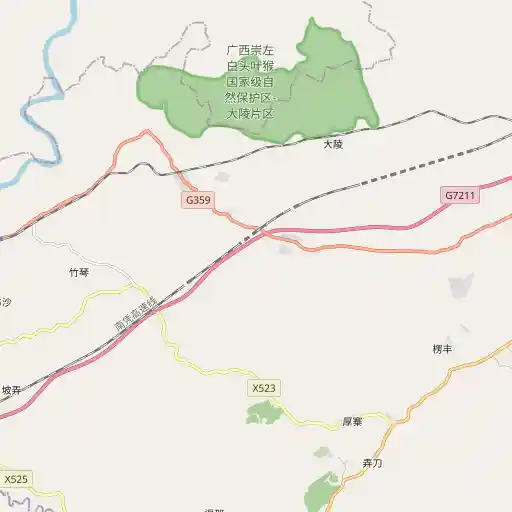 广西崇左
白头叶猴
国家级自
然保护区-
大陵片区
大陵
G7211
G359
竹琴
沙
南凭高速线
楞丰
坡弄
X523
厚寨
弄刀
X525